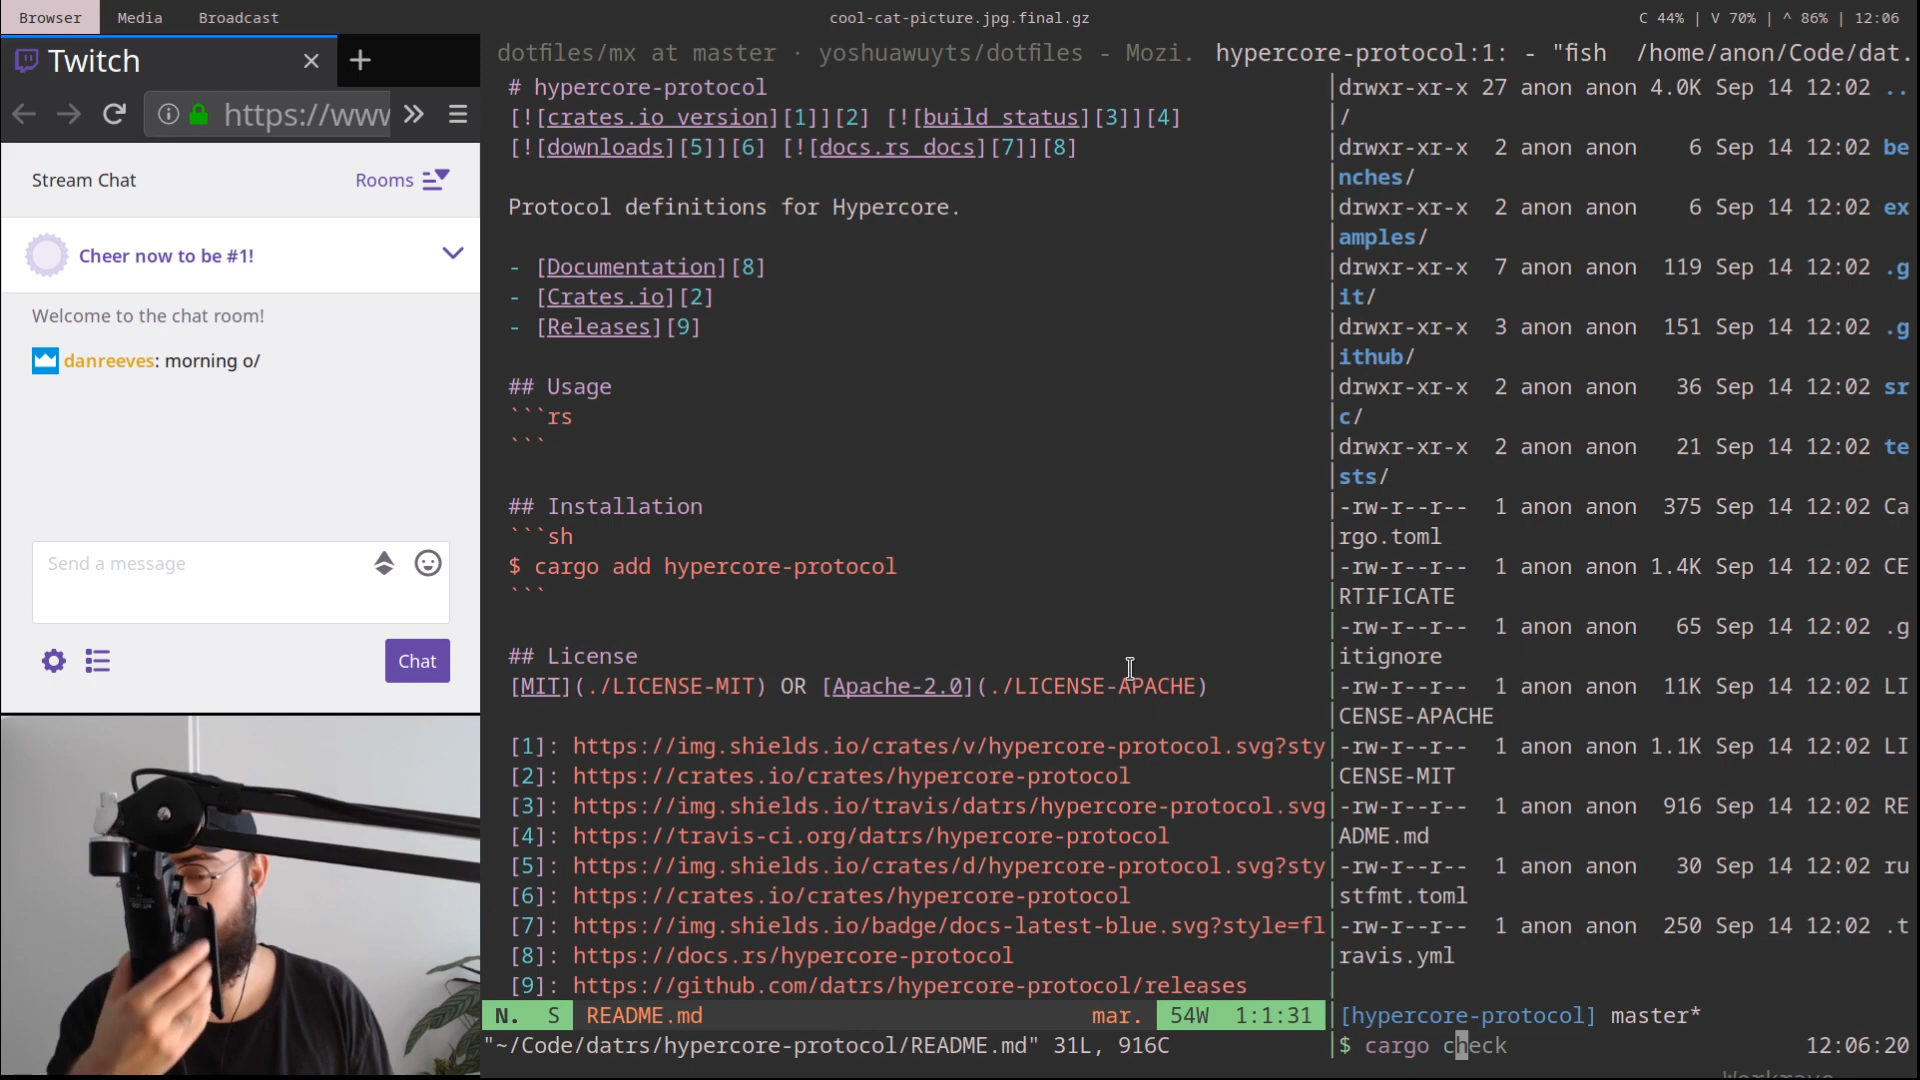 Browser Media Broadcast
cool-cat-picture.jpg.final.gz
C 44% | V 70% | ^ 86% | 12:06
Twitch
https://www
Stream Chat
Rooms
Cheer now to be #1!
Welcome to the chat room!
danreeves: morning o/
Send a message
Chat
dotfiles/mx at master · yoshuawuyts/dotfiles - Mozi. hypercore-protocol:1: - "fish /home/anon/Code/dat.
# hypercore-protocol
[![crates.io version][1]][2] [![build status][3]][4]
[![downloads][5]][6] [![docs.rs docs][7]][8]
Protocol definitions for Hypercore.
- [Documentation][8]
- [Crates.io][2]
- [Releases][9]
## Usage
```rs
```
## Installation
```sh
$ cargo add hypercore-protocol
```
## License
[MIT](./LICENSE-MIT) OR [Apache-2.0](./LICENSE-APACHE)
[1]: https://img.shields.io/crates/v/hypercore-protocol.svg?sty
[2]: https://crates.io/crates/hypercore-protocol
[3]: https://img.shields.io/travis/datrs/hypercore-protocol.svg
[4]: https://travis-ci.org/datrs/hypercore-protocol
[5]: https://img.shields.io/crates/d/hypercore-protocol.svg?sty
[6]: https://crates.io/crates/hypercore-protocol
[7]: https://img.shields.io/badge/docs-latest-blue.svg?style=fl
[8]: https://docs.rs/hypercore-protocol
[9]: https://github.com/datrs/hypercore-protocol/releases
N. S README.md mar. 54W 1:1:31
"~/Code/datrs/hypercore-protocol/README.md" 31L, 916C
drwxr-xr-x 27 anon anon 4.0K Sep 14 12:02 ..
/
drwxr-xr-x 2 anon anon 6 Sep 14 12:02 be
nches/
drwxr-xr-x 2 anon anon 6 Sep 14 12:02 ex
amples/
drwxr-xr-x 7 anon anon 119 Sep 14 12:02 .g
it/
drwxr-xr-x 3 anon anon 151 Sep 14 12:02 .g
ithub/
drwxr-xr-x 2 anon anon 36 Sep 14 12:02 sr
c/
drwxr-xr-x 2 anon anon 21 Sep 14 12:02 te
sts/
-rw-r--r-- 1 anon anon 375 Sep 14 12:02 Ca
rgo.toml
-rw-r--r-- 1 anon anon 1.4K Sep 14 12:02 CE
RTIFICATE
-rw-r--r-- 1 anon anon 65 Sep 14 12:02 .g
itignore
-rw-r--r-- 1 anon anon 11K Sep 14 12:02 LI
CENSE-APACHE
-rw-r--r-- 1 anon anon 1.1K Sep 14 12:02 LI
CENSE-MIT
-rw-r--r-- 1 anon anon 916 Sep 14 12:02 RE
ADME.md
-rw-r--r-- 1 anon anon 30 Sep 14 12:02 ru
stfmt.toml
-rw-r--r-- 1 anon anon 250 Sep 14 12:02 .t
ravis.yml
[hypercore-protocol] master*
$ cargo check 12:06:20